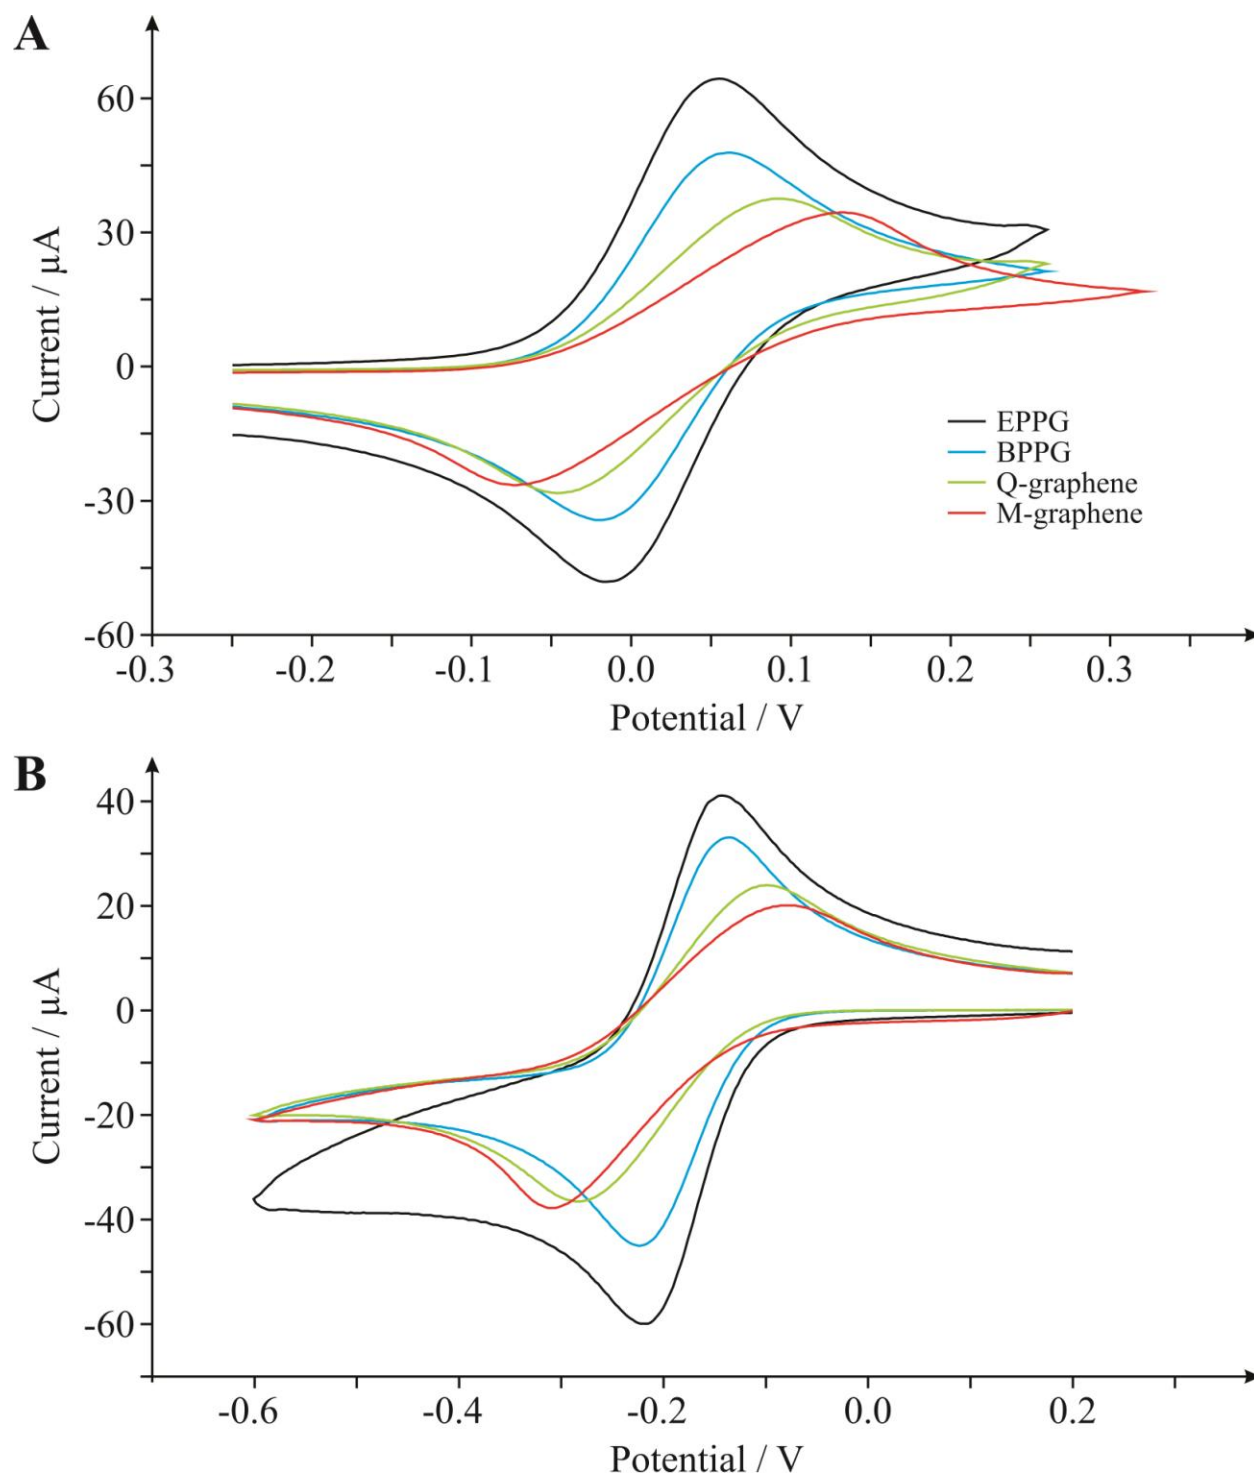 A
60
30
0
-30
-60
Current / μA
EPPG
BPPG
Q-graphene
M-graphene
-0.3 -0.2 -0.1 0.0 0.1 0.2 0.3
Potential / V
B
40
20
0
-20
-40
-60
Current / μA
-0.6 -0.4 -0.2 0.0 0.2
Potential / V